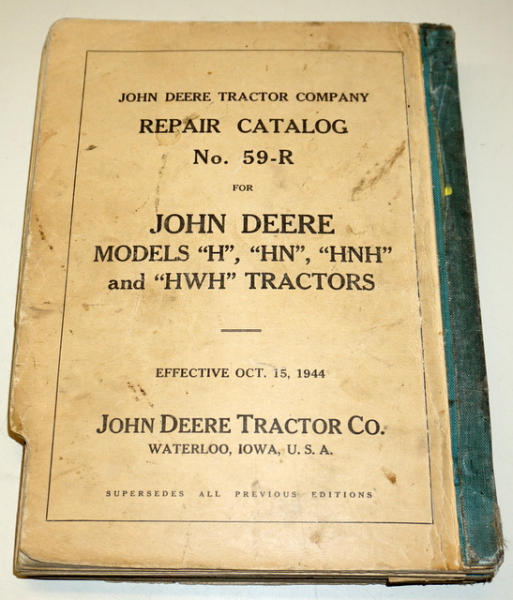 JOHN DEERE TRACTOR COMPANY
REPAIR CATALOG
No. 59-R
FOR
JOHN DEERE
MODELS "H", "HN", "HNH"
and "HWH" TRACTORS
EFFECTIVE OCT. 15, 1944
JOHN DEERE TRACTOR CO.
WATERLOO, IOWA, U. S. A.
SUPERSEDES ALL PREVIOUS EDITIONS